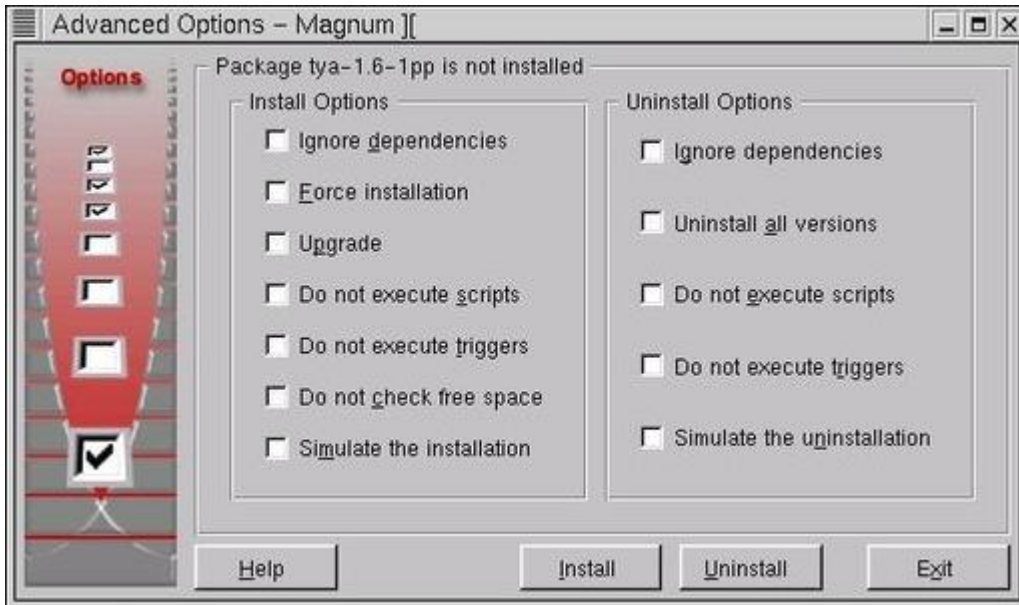 Advanced Options – Magnum ][
Options
Package tya-1.6-1pp is not installed
Install Options
Ignore dependencies
Force installation
Upgrade
Do not execute scripts
Do not execute triggers
Do not check free space
Simulate the installation
Uninstall Options
Ignore dependencies
Uninstall all versions
Do not execute scripts
Do not execute triggers
Simulate the uninstallation
Help
Install
Uninstall
Exit